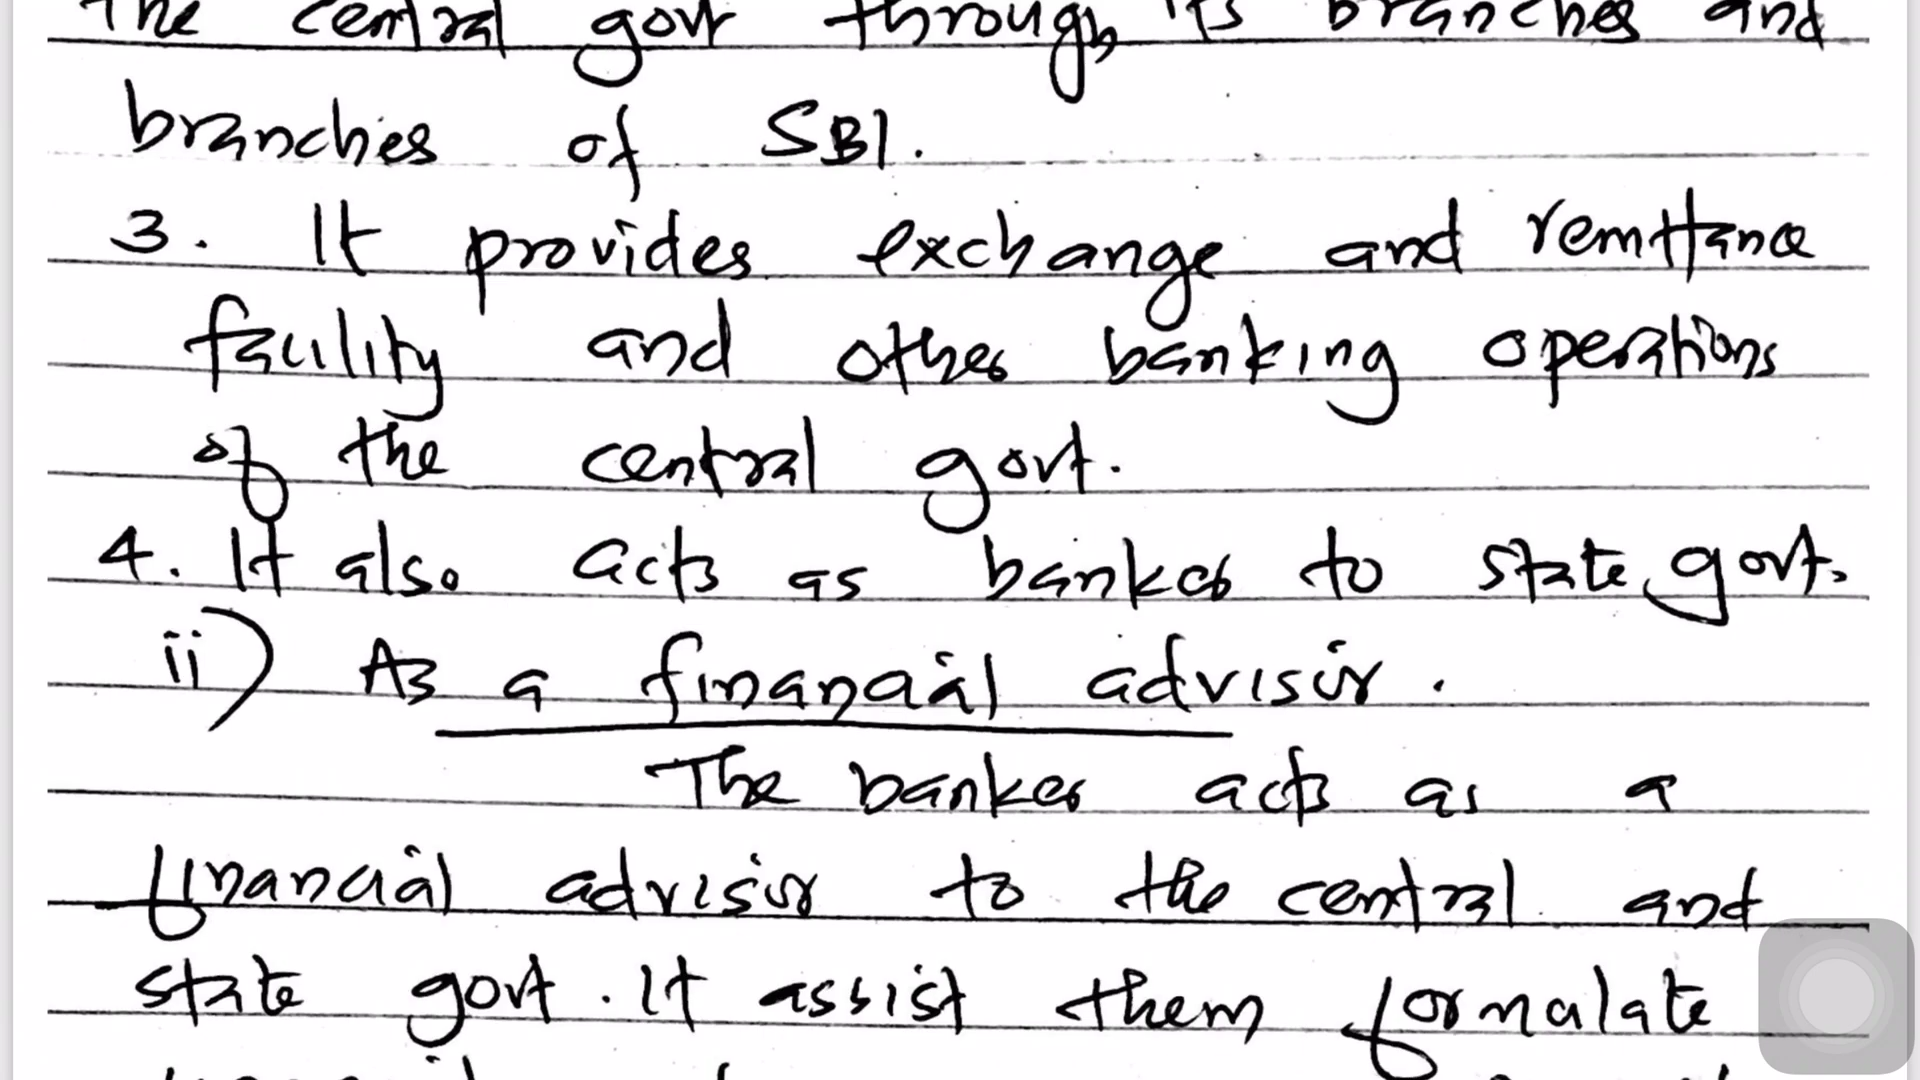 The central govt through its branches and
branches of SBI.
3. It provides exchange and remttance
facility and other banking operations
of the central govt.
4. It also acts as banker to state govt.
ii) As a financial advisor.
The banker acts as a
financial advisor to the central and
state govt. It assist them formalate